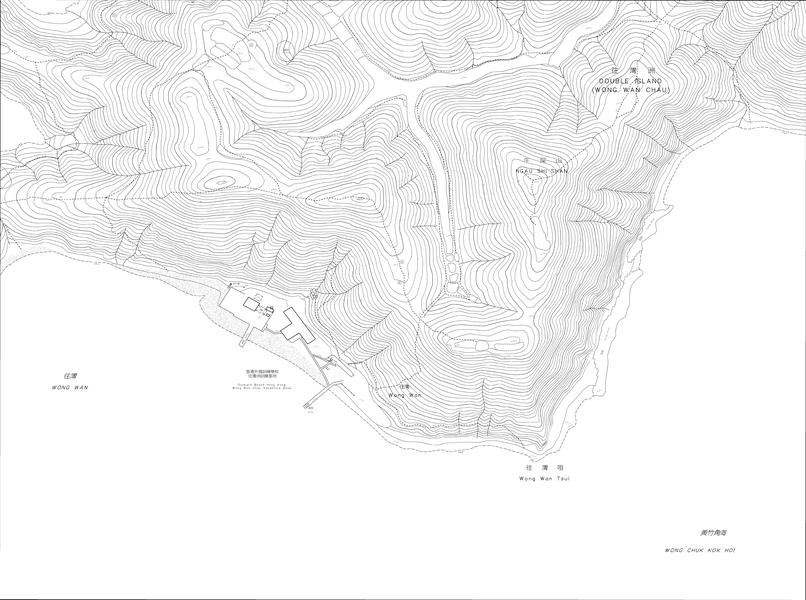 往灣洲
DOUBLE ISLAND
(WONG WAN CHAU)
牛屎山
NGAU SHI SHAN
往灣
WONG WAN
香港外展訓練學校
往灣洲訓練基地
Outward Bound Hong Kong
Wong Wan Chau Adventure Base
往灣
Wong Wan
往灣咀
Wong Wan Tsui
黃竹角海
WONG CHUK KOK HOI